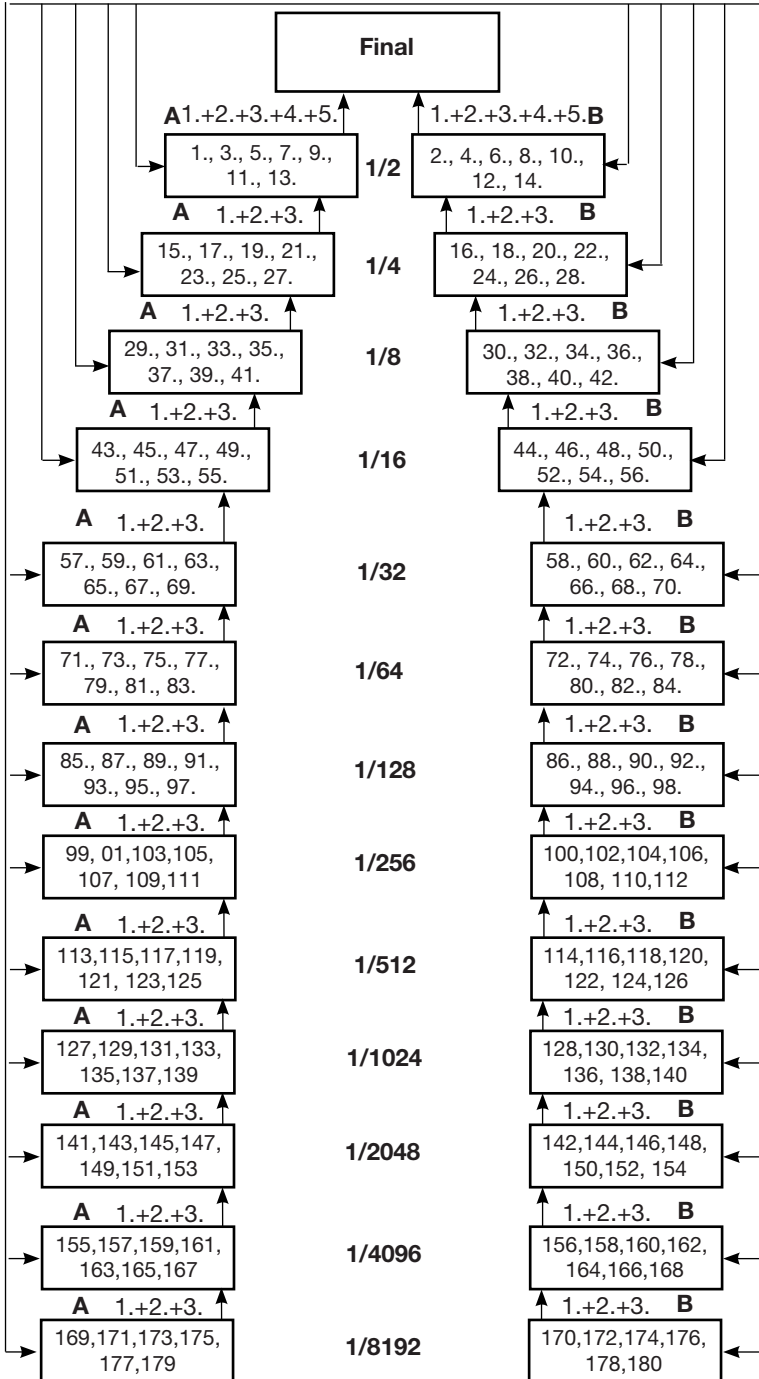 Final
A1.+2.+3.+4.+5. 1.+2.+3.+4.+5.B
1., 3., 5., 7., 9.,
11., 13.
1/2
2., 4., 6., 8., 10.,
12., 14.
A 1.+2.+3. 1.+2.+3. B
15., 17., 19., 21.,
23., 25., 27.
1/4
16., 18., 20., 22.,
24., 26., 28.
A 1.+2.+3. 1.+2.+3. B
29., 31., 33., 35.,
37., 39., 41.
1/8
30., 32., 34., 36.,
38., 40., 42.
A 1.+2.+3. 1.+2.+3. B
43., 45., 47., 49.,
51., 53., 55.
1/16
44., 46., 48., 50.,
52., 54., 56.
A 1.+2.+3. 1.+2.+3. B
57., 59., 61., 63.,
65., 67., 69.
1/32
58., 60., 62., 64.,
66., 68., 70.
A 1.+2.+3. 1.+2.+3. B
71., 73., 75., 77.,
79., 81., 83.
1/64
72., 74., 76., 78.,
80., 82., 84.
A 1.+2.+3. 1.+2.+3. B
85., 87., 89., 91.,
93., 95., 97.
1/128
86., 88., 90., 92.,
94., 96., 98.
A 1.+2.+3. 1.+2.+3. B
99, 01,103,105,
107, 109,111
1/256
100,102,104,106,
108, 110,112
A 1.+2.+3. 1.+2.+3. B
113,115,117,119,
121, 123,125
1/512
114,116,118,120,
122, 124,126
A 1.+2.+3. 1.+2.+3. B
127,129,131,133,
135,137,139
1/1024
128,130,132,134,
136, 138,140
A 1.+2.+3. 1.+2.+3. B
141,143,145,147,
149,151,153
1/2048
142,144,146,148,
150,152, 154
A 1.+2.+3. 1.+2.+3. B
155,157,159,161,
163,165,167
1/4096
156,158,160,162,
164,166,168
A 1.+2.+3. 1.+2.+3. B
169,171,173,175,
177,179
1/8192
170,172,174,176,
178,180